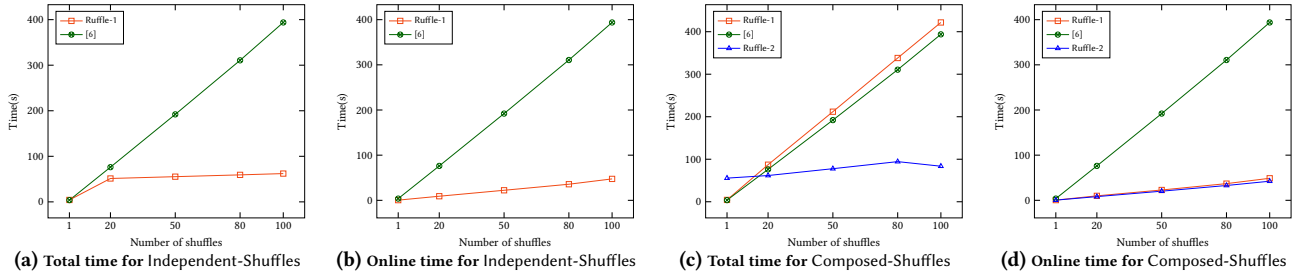 Ruffle-1
[6]
400
300
200
100
0
Time(s)
1
20
50
80
100
Number of shuffles
(a) Total time for Independent-Shuffles
Ruffle-1
[6]
400
300
200
100
0
Time(s)
1
20
50
80
100
Number of shuffles
(b) Online time for Independent-Shuffles
Ruffle-1
[6]
Ruffle-2
400
300
200
100
0
Time(s)
1
20
50
80
100
Number of shuffles
(c) Total time for Composed-Shuffles
Ruffle-1
[6]
Ruffle-2
400
300
200
100
0
Time(s)
1
20
50
80
100
Number of shuffles
(d) Online time for Composed-Shuffles